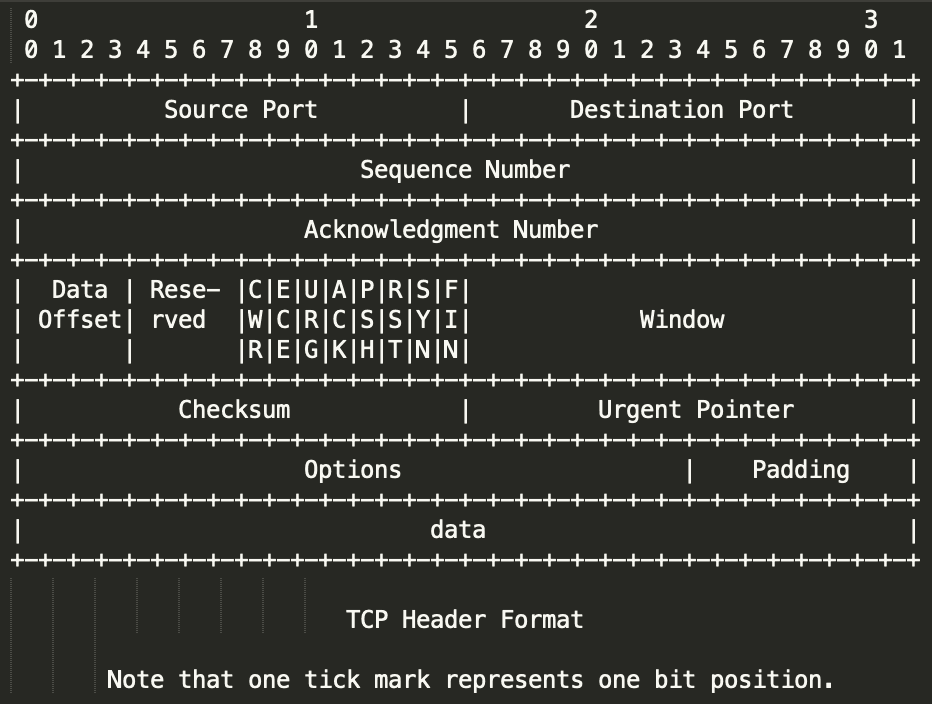 0                   1                   2                   3
 0 1 2 3 4 5 6 7 8 9 0 1 2 3 4 5 6 7 8 9 0 1 2 3 4 5 6 7 8 9 0 1
+-+-+-+-+-+-+-+-+-+-+-+-+-+-+-+-+-+-+-+-+-+-+-+-+-+-+-+-+-+-+-+-+
|          Source Port          |       Destination Port        |
+-+-+-+-+-+-+-+-+-+-+-+-+-+-+-+-+-+-+-+-+-+-+-+-+-+-+-+-+-+-+-+-+
|                        Sequence Number                        |
+-+-+-+-+-+-+-+-+-+-+-+-+-+-+-+-+-+-+-+-+-+-+-+-+-+-+-+-+-+-+-+-+
|                    Acknowledgment Number                      |
+-+-+-+-+-+-+-+-+-+-+-+-+-+-+-+-+-+-+-+-+-+-+-+-+-+-+-+-+-+-+-+-+
|  Data | Rese- |C|E|U|A|P|R|S|F|                               |
| Offset| rved  |W|C|R|C|S|S|Y|I|            Window             |
|       |       |R|E|G|K|H|T|N|N|                               |
+-+-+-+-+-+-+-+-+-+-+-+-+-+-+-+-+-+-+-+-+-+-+-+-+-+-+-+-+-+-+-+-+
|           Checksum            |         Urgent Pointer        |
+-+-+-+-+-+-+-+-+-+-+-+-+-+-+-+-+-+-+-+-+-+-+-+-+-+-+-+-+-+-+-+-+
|                    Options                    |    Padding    |
+-+-+-+-+-+-+-+-+-+-+-+-+-+-+-+-+-+-+-+-+-+-+-+-+-+-+-+-+-+-+-+-+
|                             data                              |
+-+-+-+-+-+-+-+-+-+-+-+-+-+-+-+-+-+-+-+-+-+-+-+-+-+-+-+-+-+-+-+-+

                        TCP Header Format

       Note that one tick mark represents one bit position.